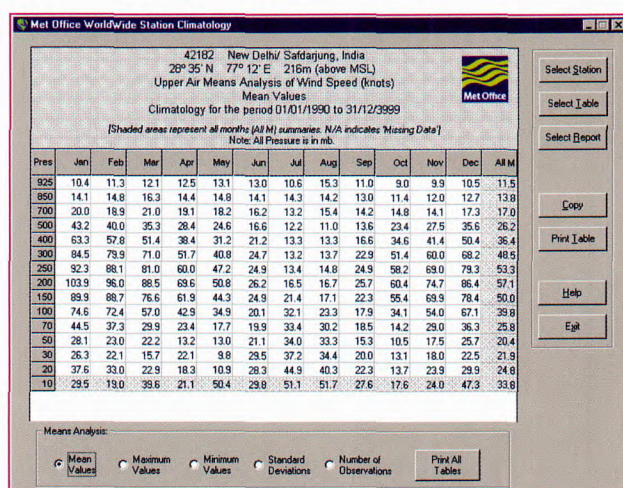 Met Office WorldWide Station Climatology
42182 New Delhi/ Safdarjung, India
28° 35' N 77° 12' E 216m (above MSL)
Upper Air Means Analysis of Wind Speed (knots)
Mean Values
Climatology for the period 01/01/1990 to 31/12/3999
[Shaded areas represent all months (All M) summaries. N/A indicates 'Missing Data']
Note: All Pressure is in mb.
Met Office
Pres Jan Feb Mar Apr May Jun Jul Aug Sep Oct Nov Dec All M
925 10.4 11.3 12.1 12.5 13.1 13.0 10.6 15.3 11.0 9.0 9.9 10.5 11.5
850 14.1 14.8 16.3 14.4 14.8 14.1 14.3 14.2 13.0 11.4 12.0 12.7 13.8
700 20.0 18.9 21.0 19.1 18.2 16.2 13.2 15.4 14.2 14.8 14.1 17.3 17.0
500 43.2 40.0 35.3 28.4 24.6 16.6 12.2 11.0 13.6 23.4 27.5 35.6 26.2
400 63.3 57.8 51.4 38.4 31.2 21.2 13.3 13.3 16.6 34.6 41.4 50.4 36.4
300 84.5 79.9 71.0 51.7 40.8 24.7 13.2 13.7 22.9 51.4 60.0 68.2 48.5
250 92.3 88.1 81.0 60.0 47.2 24.9 13.4 14.8 24.9 58.2 69.0 79.3 53.3
200 103.9 96.0 88.5 69.6 50.8 26.2 16.5 16.7 25.7 60.4 74.7 86.4 57.1
150 89.9 88.7 76.6 61.9 44.3 24.9 21.4 17.1 22.3 55.4 69.9 78.4 50.0
100 74.6 72.4 57.0 42.9 34.9 20.1 32.1 23.3 17.9 34.1 54.0 67.1 39.8
70 44.5 37.3 29.9 23.4 17.7 19.9 33.4 30.2 18.5 14.2 29.0 36.3 25.8
50 28.1 23.0 22.2 13.2 13.0 21.1 34.0 33.3 15.3 10.5 17.5 25.7 20.4
30 26.3 22.1 15.7 22.1 9.8 29.5 37.2 34.4 20.0 13.1 18.0 22.5 21.9
20 37.6 33.0 22.9 18.3 10.9 28.3 44.9 40.3 22.3 13.7 23.9 29.9 24.8
10 29.5 19.0 39.6 21.1 50.4 29.8 51.1 51.7 27.6 17.6 24.0 47.3 33.8
Select Station
Select Table
Select Report
Copy
Print Table
Help
Exit
Means Analysis:
Mean Values
Maximum Values
Minimum Values
Standard Deviations
Number of Observations
Print All Tables